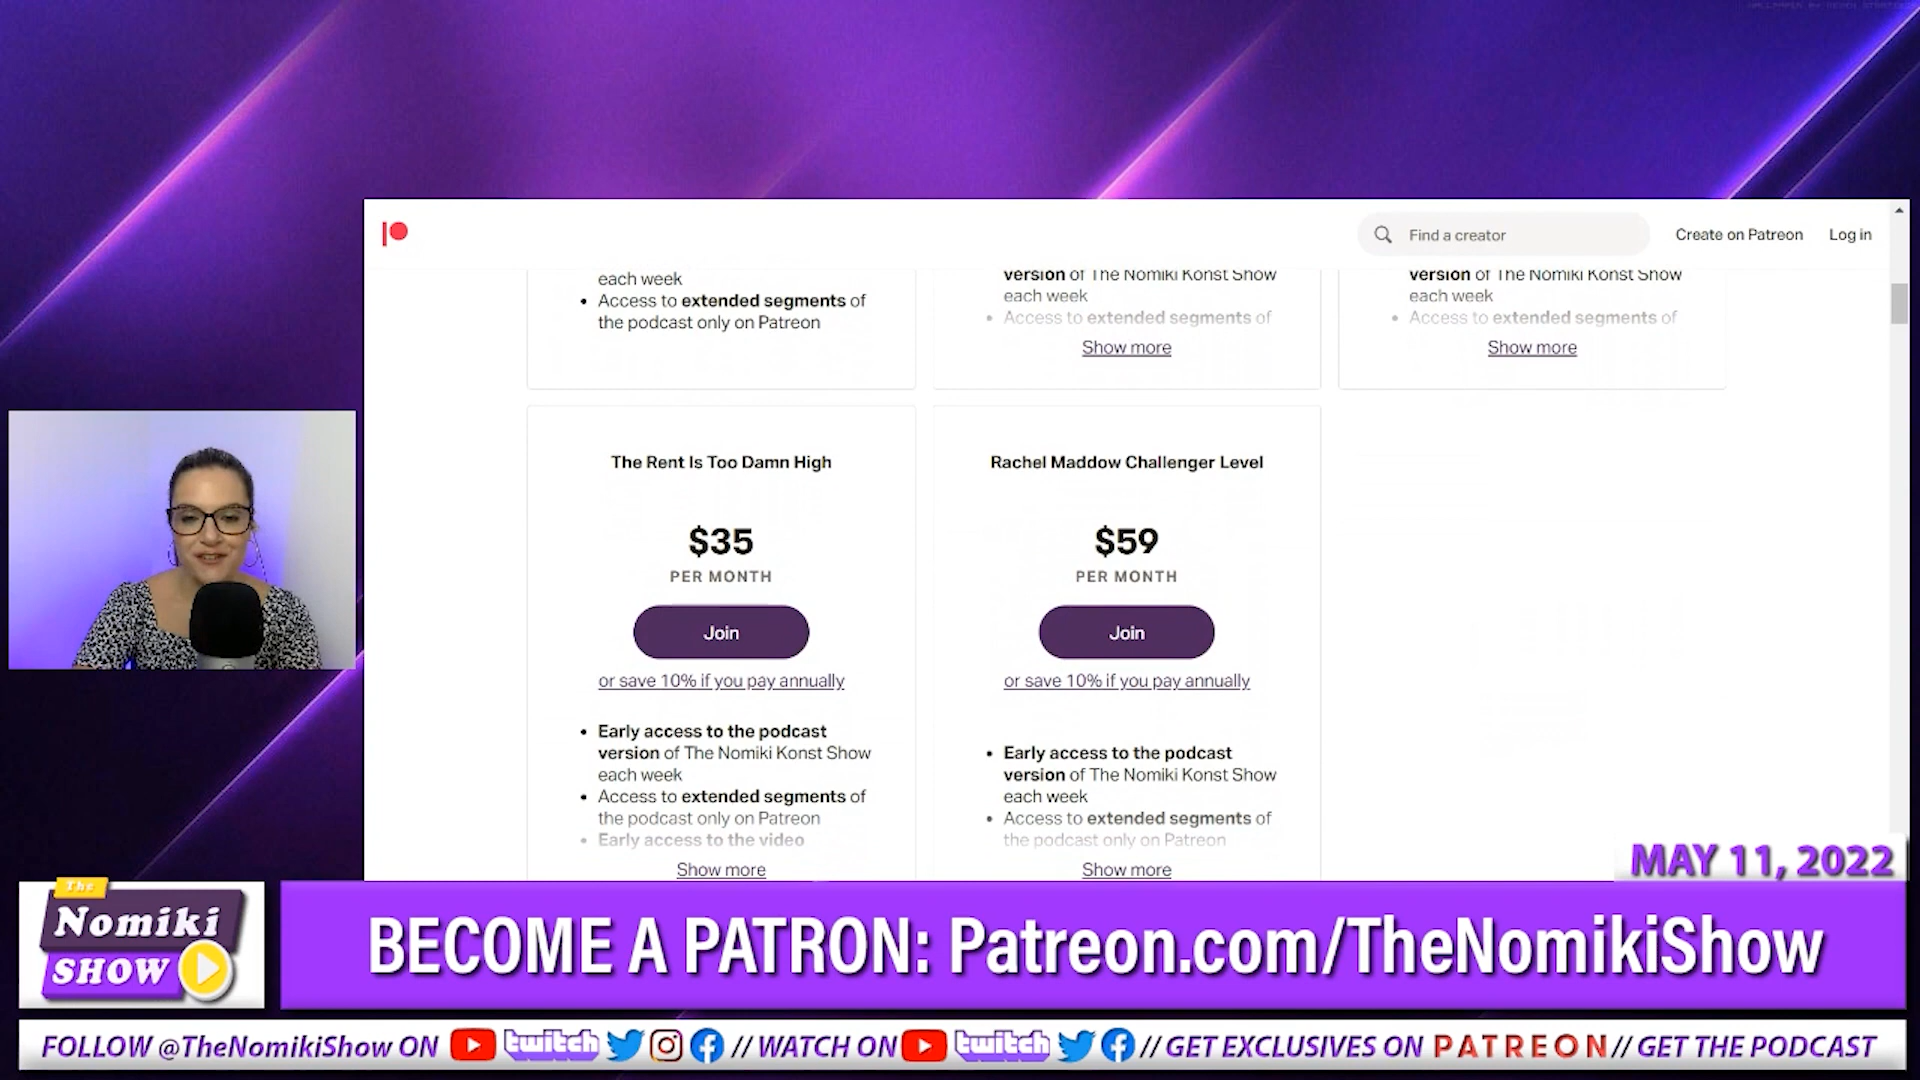 Find a creator
Create on Patreon
Log in
each week
• Access to extended segments of
the podcast only on Patreon
version of The Nomiki Konst Show
each week
• Access to extended segments of
Show more
version of The Nomiki Konst Show
each week
• Access to extended segments of
Show more
The Rent Is Too Damn High
$35
PER MONTH
Join
or save 10% if you pay annually
• Early access to the podcast
version of The Nomiki Konst Show
each week
• Access to extended segments of
the podcast only on Patreon
• Early access to the video
Show more
Rachel Maddow Challenger Level
$59
PER MONTH
Join
or save 10% if you pay annually
• Early access to the podcast
version of The Nomiki Konst Show
each week
• Access to extended segments of
the podcast only on Patreon
Show more
MAY 11, 2022
The
Nomiki
SHOW
BECOME A PATRON: Patreon.com/TheNomikiShow
FOLLOW @TheNomikiShow ON twitch // WATCH ON twitch // GET EXCLUSIVES ON PATREON // GET THE PODCAST